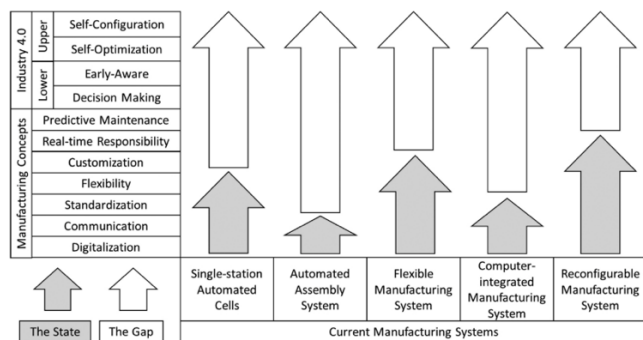 Industry 4.0
Upper
Self-Configuration
Self-Optimization
Lower
Early-Aware
Decision Making
Manufacturing Concepts
Predictive Maintenance
Real-time Responsibility
Customization
Flexibility
Standardization
Communication
Digitalization
Single-station
Automated
Cells
Automated
Assembly
System
Flexible
Manufacturing
System
Computer-
integrated
Manufacturing
System
Reconfigurable
Manufacturing
System
The State
The Gap
Current Manufacturing Systems